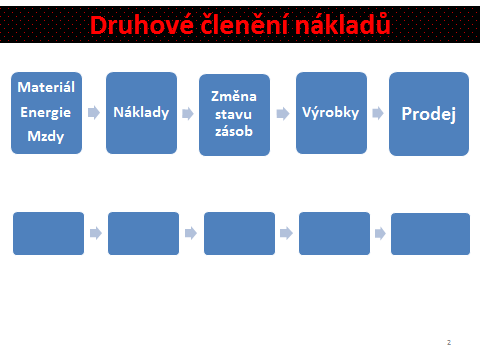 Druhové členění nákladů
Materiál
Energie
Mzdy
Náklady
Změna
stavu
zásob
Výrobky
Prodej
2